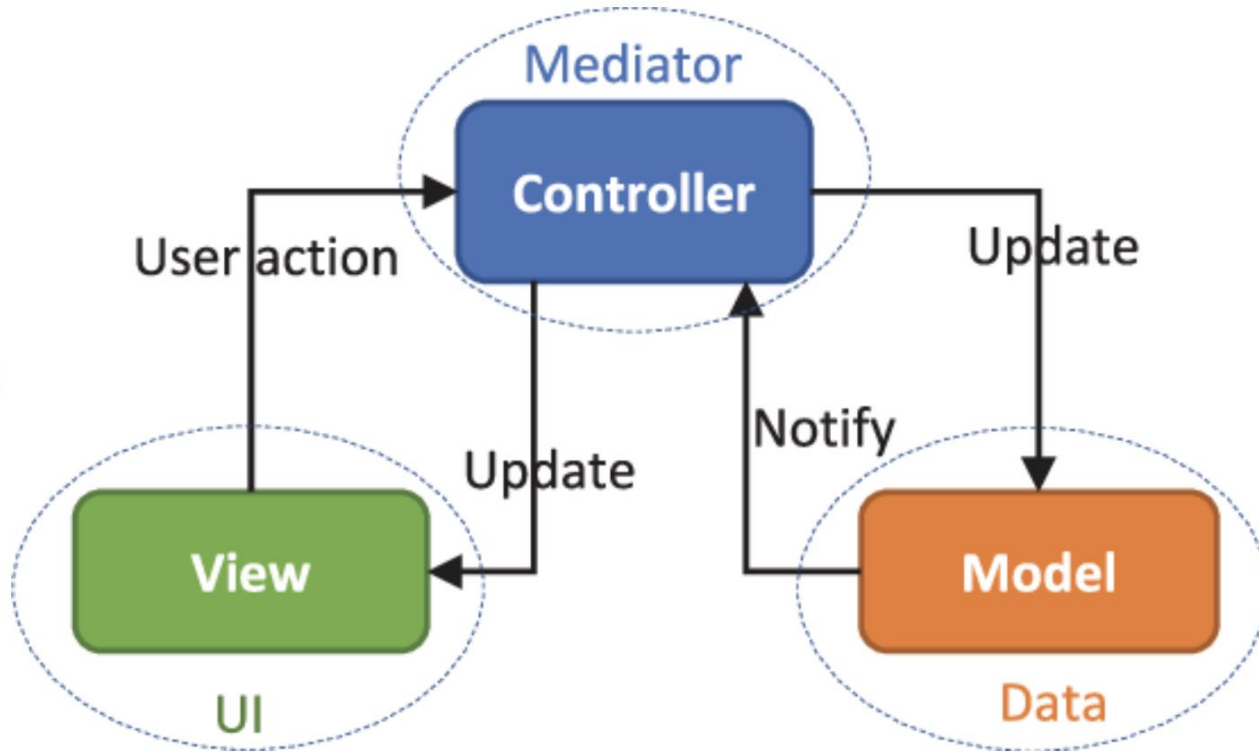 Mediator
Controller
User action
Update
Update
Notify
View
Model
UI
Data